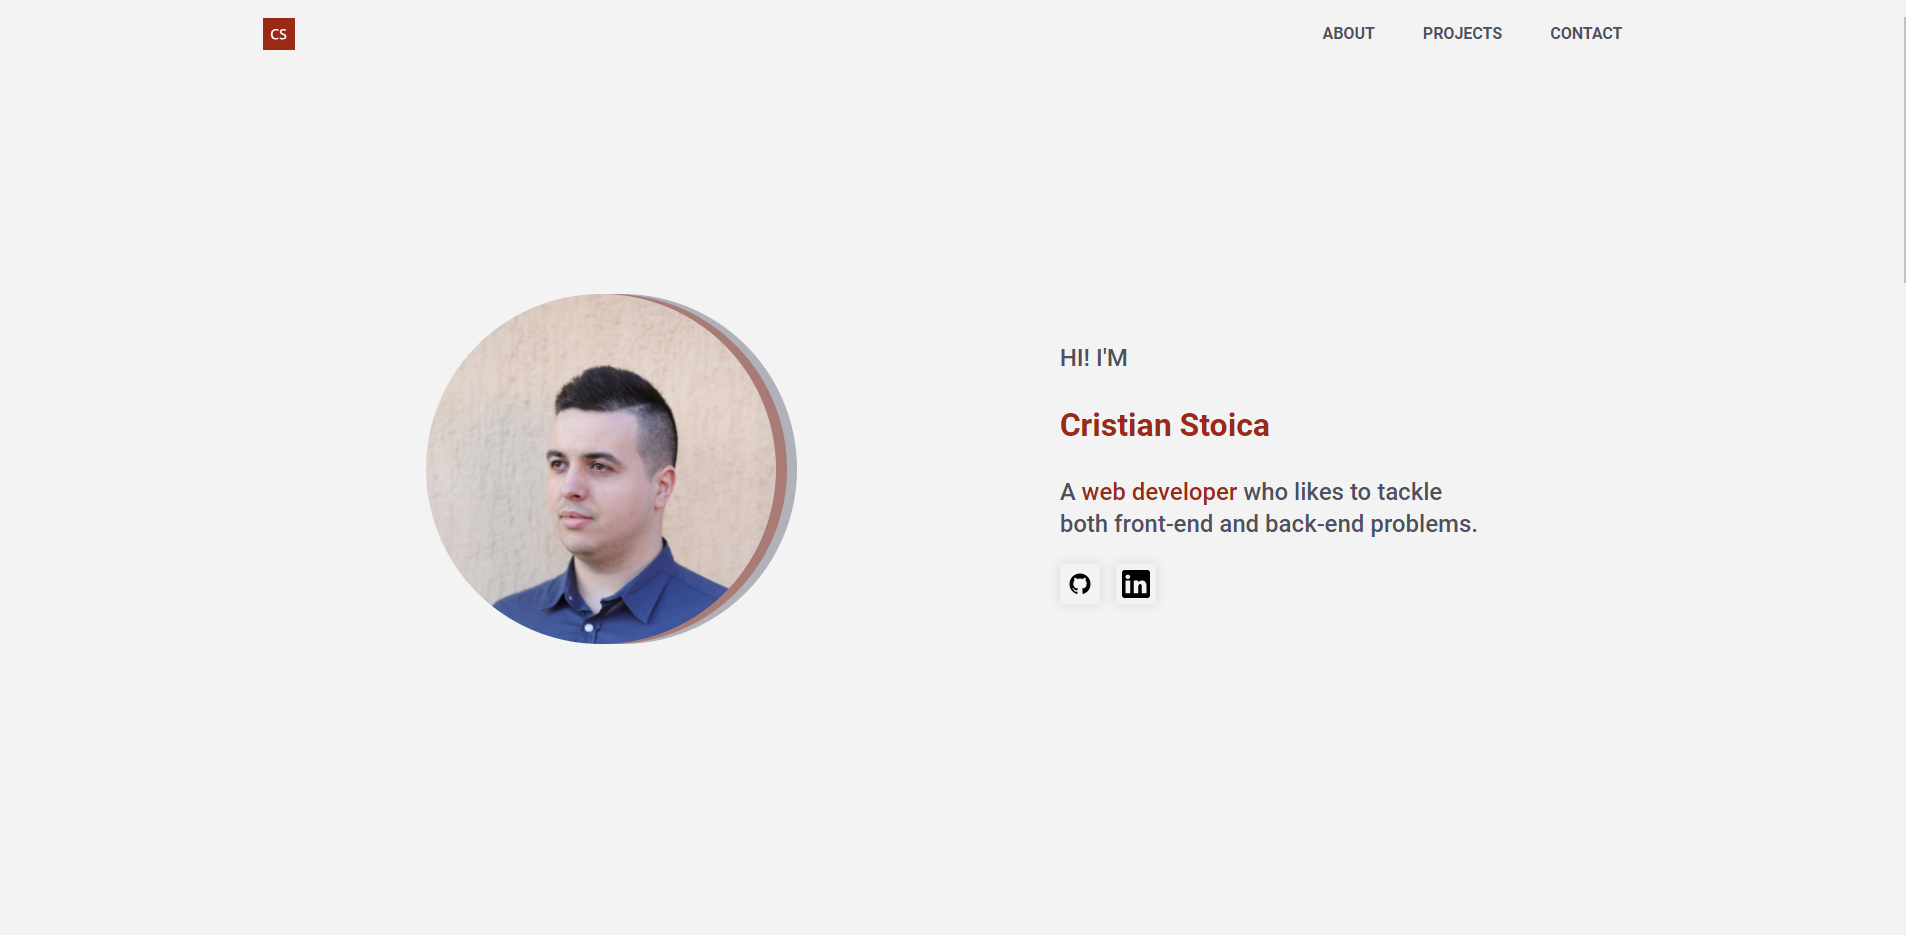 CS
ABOUT PROJECTS CONTACT
HI! I'M
Cristian Stoica
A web developer who likes to tackle
both front-end and back-end problems.
in